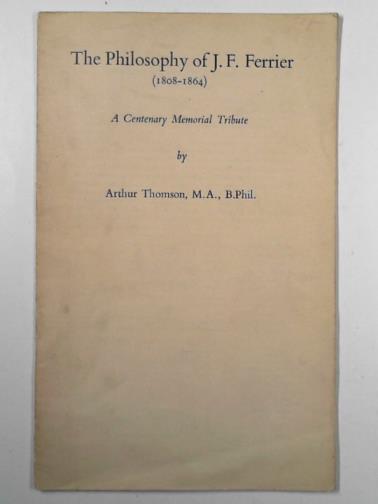 The Philosophy of J. F. Ferrier
(1808-1864)
A Centenary Memorial Tribute
by
Arthur Thomson, M.A., B.Phil.